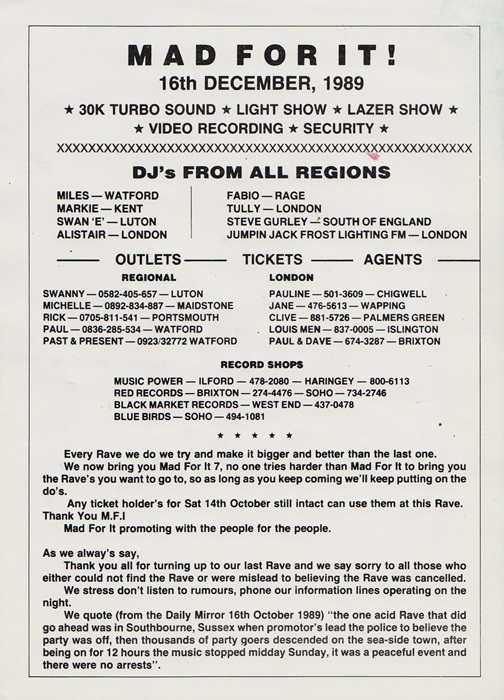 MAD FOR IT!
16th DECEMBER, 1989
★ 30K TURBO SOUND ★ LIGHT SHOW ★ LAZER SHOW ★
★ VIDEO RECORDING ★ SECURITY ★
XXXXXXXXXXXXXXXXXXXXXXXXXXXXXXXXXXXXXXXXXXXXXXXXXXXXXXXX
DJ's FROM ALL REGIONS
MILES — WATFORD
MARKIE — KENT
SWAN 'E' — LUTON
ALISTAIR — LONDON
FABIO — RAGE
TULLY — LONDON
STEVE GURLEY — SOUTH OF ENGLAND
JUMPIN JACK FROST LIGHTING FM — LONDON
OUTLETS — TICKETS — AGENTS
REGIONAL
SWANNY — 0582-405-657 — LUTON
MICHELLE — 0892-834-887 — MAIDSTONE
RICK — 0705-811-541 — PORTSMOUTH
PAUL — 0836-285-534 — WATFORD
PAST & PRESENT — 0923/32772 WATFORD
LONDON
PAULINE — 501-3609 — CHIGWELL
JANE — 476-5613 — WAPPING
CLIVE — 881-5726 — PALMERS GREEN
LOUIS MEN — 837-0005 — ISLINGTON
PAUL & DAVE — 674-3287 — BRIXTON
RECORD SHOPS
MUSIC POWER — ILFORD — 478-2080 — HARINGEY — 800-6113
RED RECORDS — BRIXTON — 274-4476 — SOHO — 734-2746
BLACK MARKET RECORDS — WEST END — 437-0478
BLUE BIRDS — SOHO — 494-1081
★ ★ ★ ★ ★
Every Rave we do we try and make it bigger and better than the last one.
We now bring you Mad For It 7, no one tries harder than Mad For It to bring you
the Rave's you want to go to, so as long as you keep coming we'll keep putting on the
do's.
Any ticket holder's for Sat 14th October still intact can use them at this Rave.
Thank You M.F.I
Mad For It promoting with the people for the people.
As we alway's say,
Thank you all for turning up to our last Rave and we say sorry to all those who
either could not find the Rave or were mislead to believing the Rave was cancelled.
We stress don't listen to rumours, phone our information lines operating on the
night.
We quote (from the Daily Mirror 16th October 1989) "the one acid Rave that did
go ahead was in Southbourne, Sussex when promotor's lead the police to believe the
party was off, then thousands of party goers descended on the sea-side town, after
being on for 12 hours the music stopped midday Sunday, it was a peaceful event and
there were no arrests".